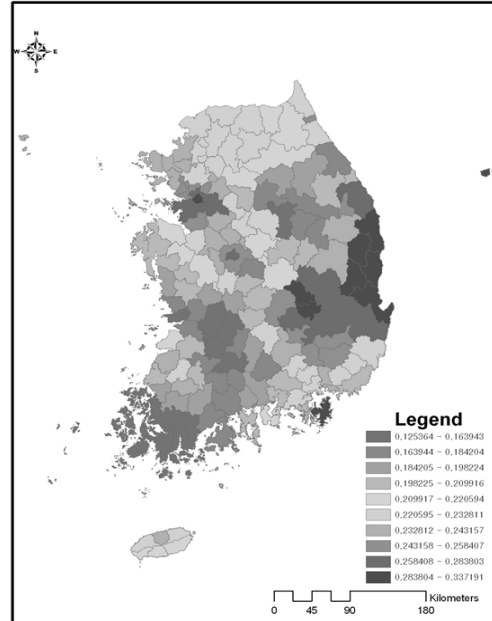 N
W E
S
Legend
0,125364 - 0,163943
0,163944 - 0,184204
0,184205 - 0,198224
0,198225 - 0,209916
0,209917 - 0,220594
0,220595 - 0,232811
0,232812 - 0,243157
0,243158 - 0,258407
0,258408 - 0,283803
0,283804 - 0,337191
Kilometers
0 45 90 180